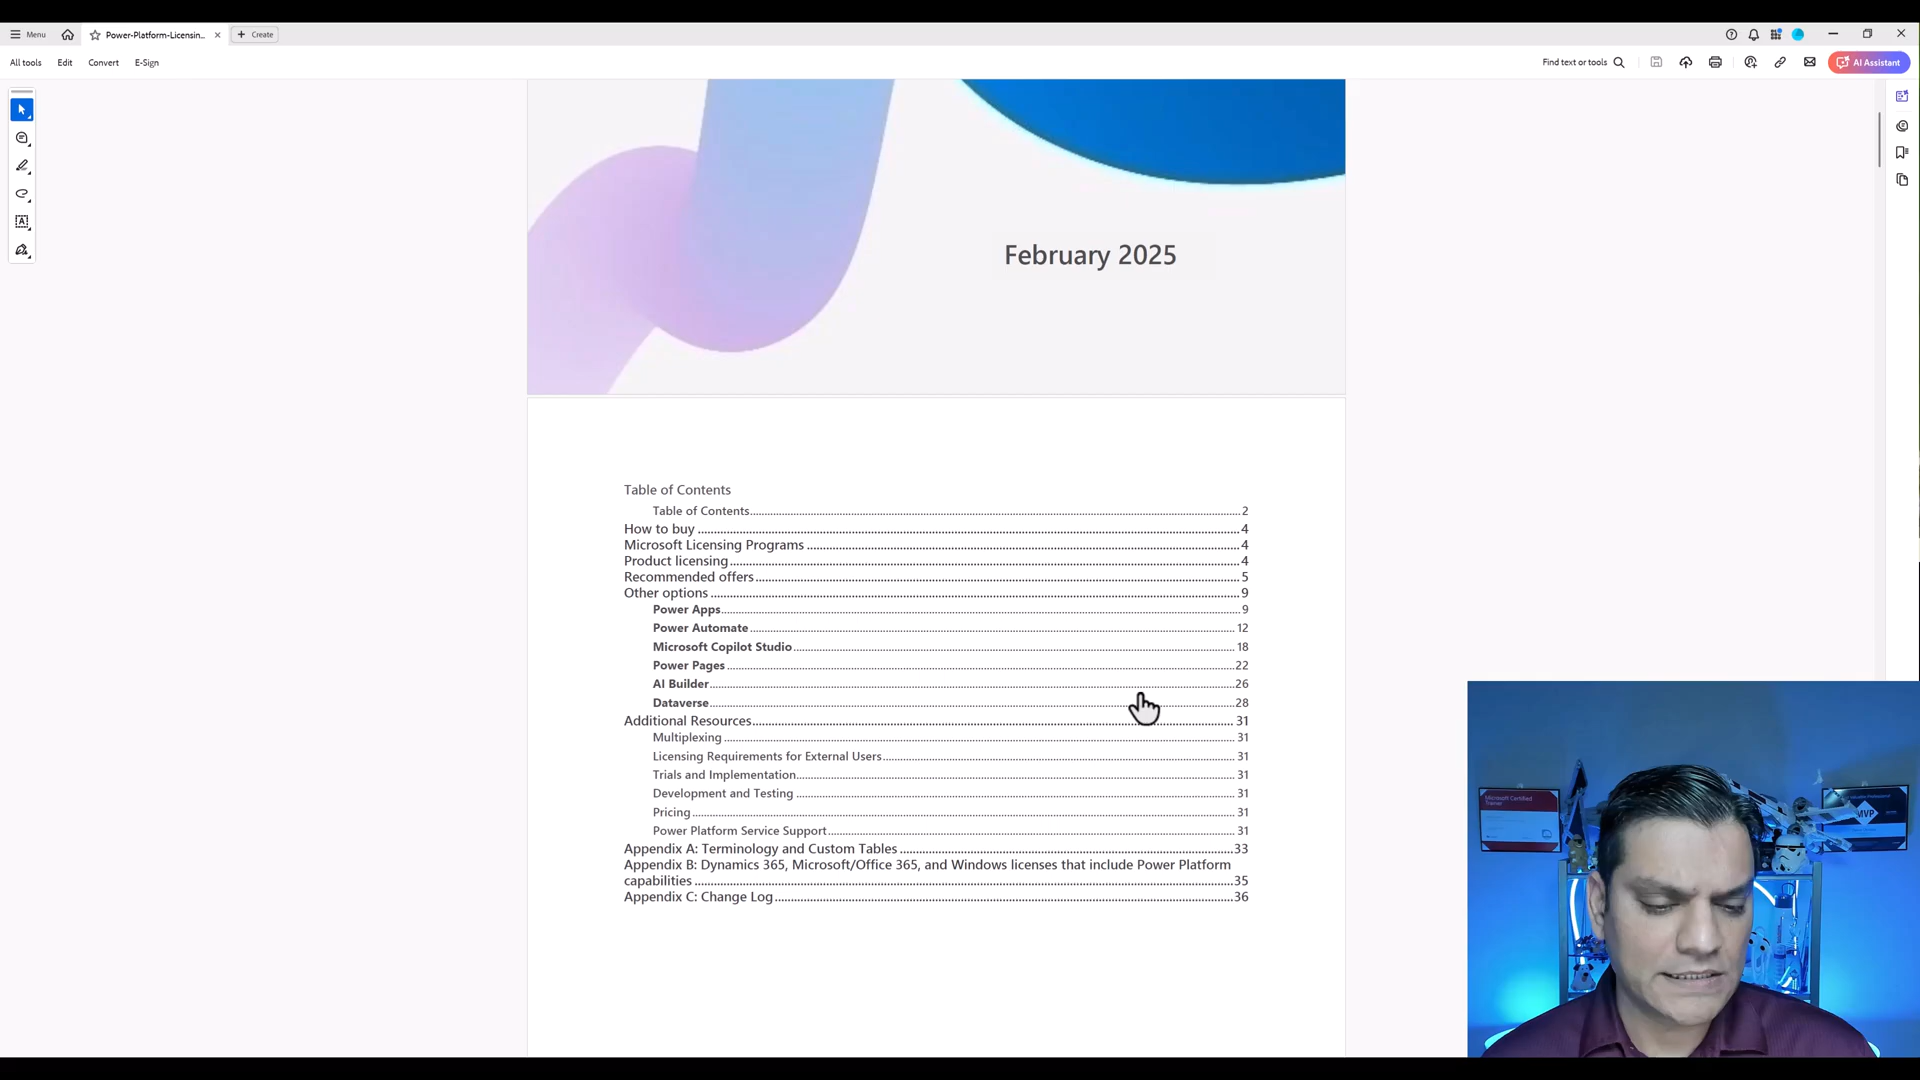 Menu
Power-Platform-Licensin...
Create
All tools
Edit
Convert
E-Sign
Find text or tools
AI Assistant
February 2025
Table of Contents
Table of Contents 2
How to buy 4
Microsoft Licensing Programs 4
Product licensing 4
Recommended offers 5
Other options 9
Power Apps 9
Power Automate 12
Microsoft Copilot Studio 18
Power Pages 22
AI Builder 26
Dataverse 28
Additional Resources 31
Multiplexing 31
Licensing Requirements for External Users 31
Trials and Implementation 31
Development and Testing 31
Pricing 31
Power Platform Service Support 31
Appendix A: Terminology and Custom Tables 33
Appendix B: Dynamics 365, Microsoft/Office 365, and Windows licenses that include Power Platform
capabilities 35
Appendix C: Change Log 36
Microsoft Certified
Trainer
MVP